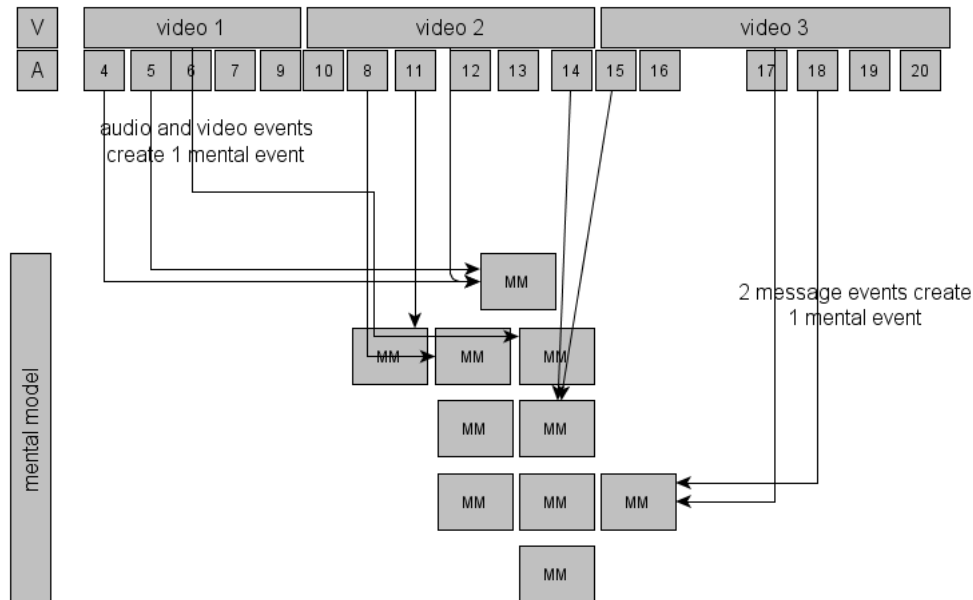 V video 1 video 2 video 3
A 4 5 6 7 9 10 8 11 12 13 14 15 16 17 18 19 20
audio and video events
create 1 mental event
MM
2 message events create
1 mental event
MM MM MM
MM MM
MM MM MM
MM
mental model